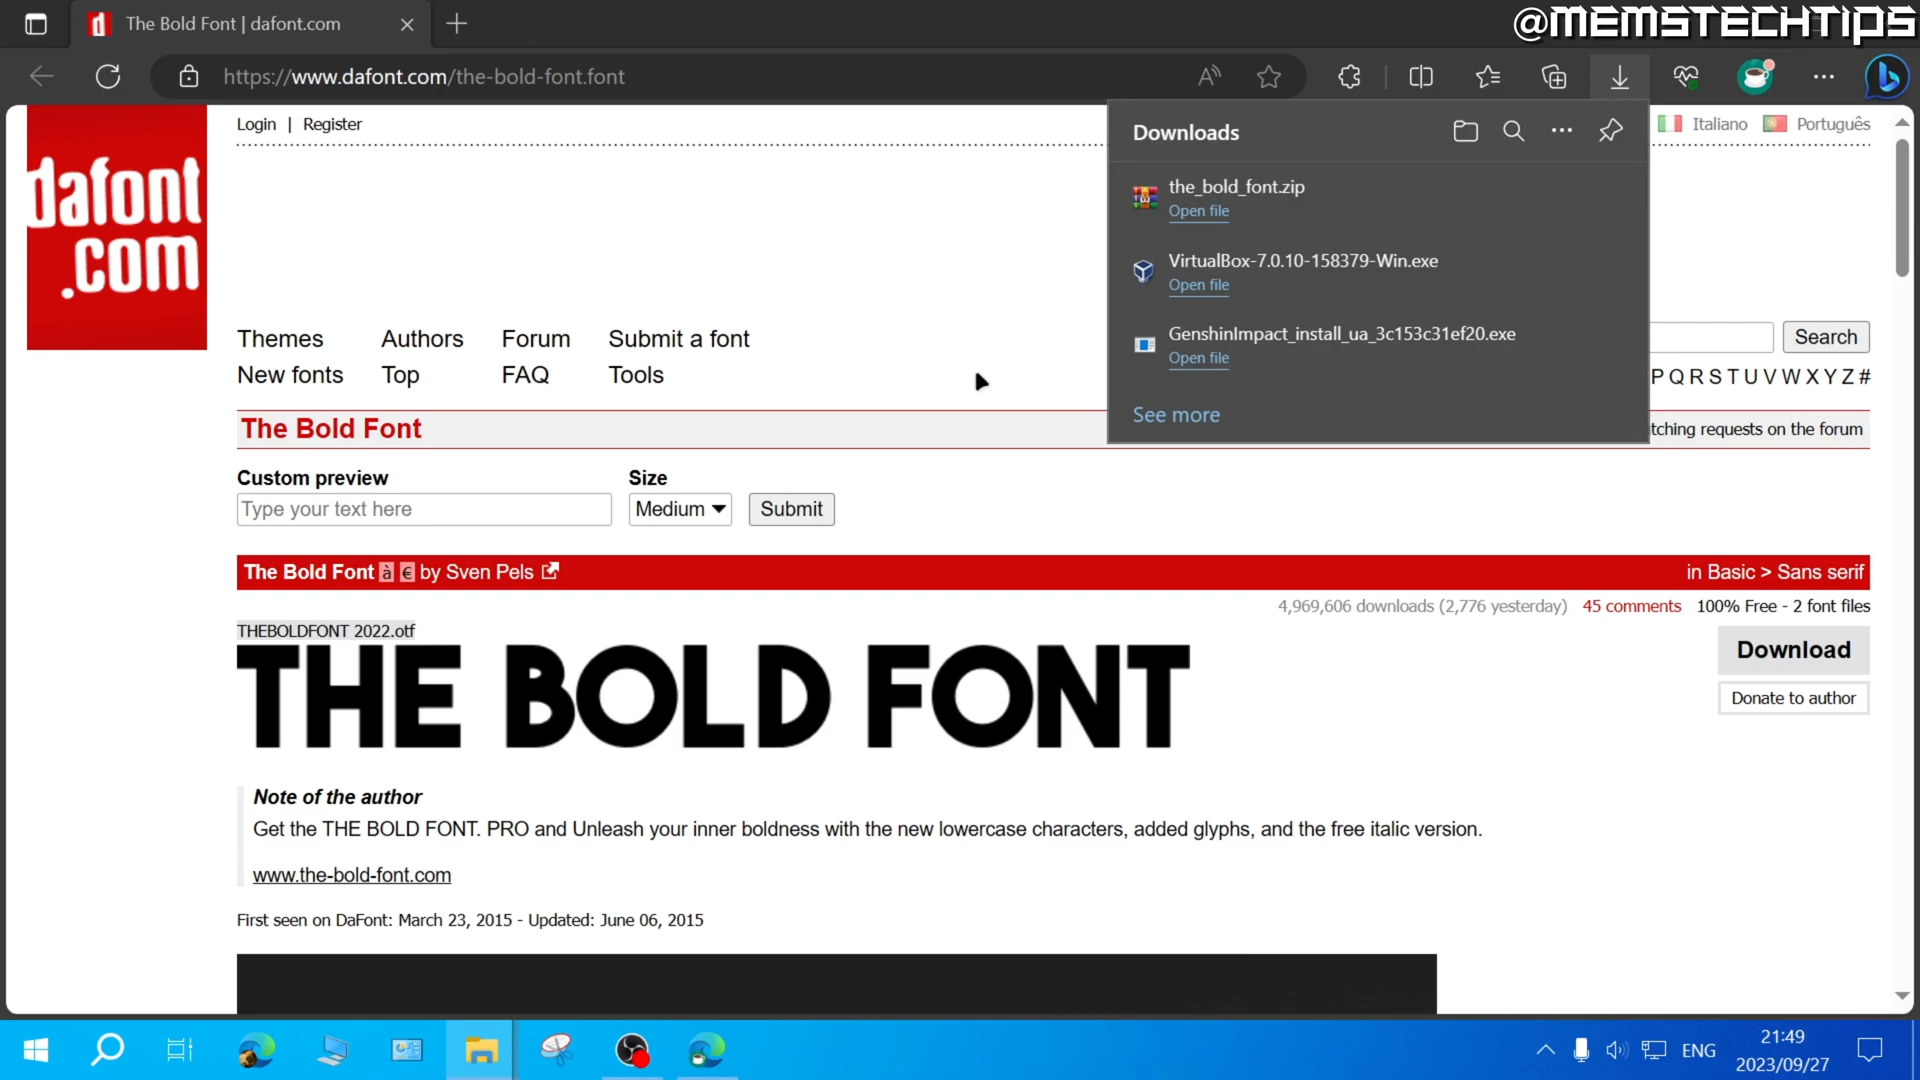 The Bold Font | dafont.com
@MEMSTECHTIPS
https://www.dafont.com/the-bold-font.font
dafont
.com
Login | Register
Italiano Português
Downloads
the_bold_font.zip
Open file
VirtualBox-7.0.10-158379-Win.exe
Open file
GenshinImpact_install_ua_3c153c31ef20.exe
Open file
See more
Themes Authors Forum Submit a font
New fonts Top FAQ Tools
Search
P Q R S T U V W X Y Z #
The Bold Font
tching requests on the forum
Custom preview Size
Type your text here Medium Submit
The Bold Font à € by Sven Pels in Basic > Sans serif
4,969,606 downloads (2,776 yesterday) 45 comments 100% Free - 2 font files
THEBOLDFONT 2022.otf
Download
THE BOLD FONT
Donate to author
Note of the author
Get the THE BOLD FONT. PRO and Unleash your inner boldness with the new lowercase characters, added glyphs, and the free italic version.
www.the-bold-font.com
First seen on DaFont: March 23, 2015 - Updated: June 06, 2015
ENG
21:49
2023/09/27